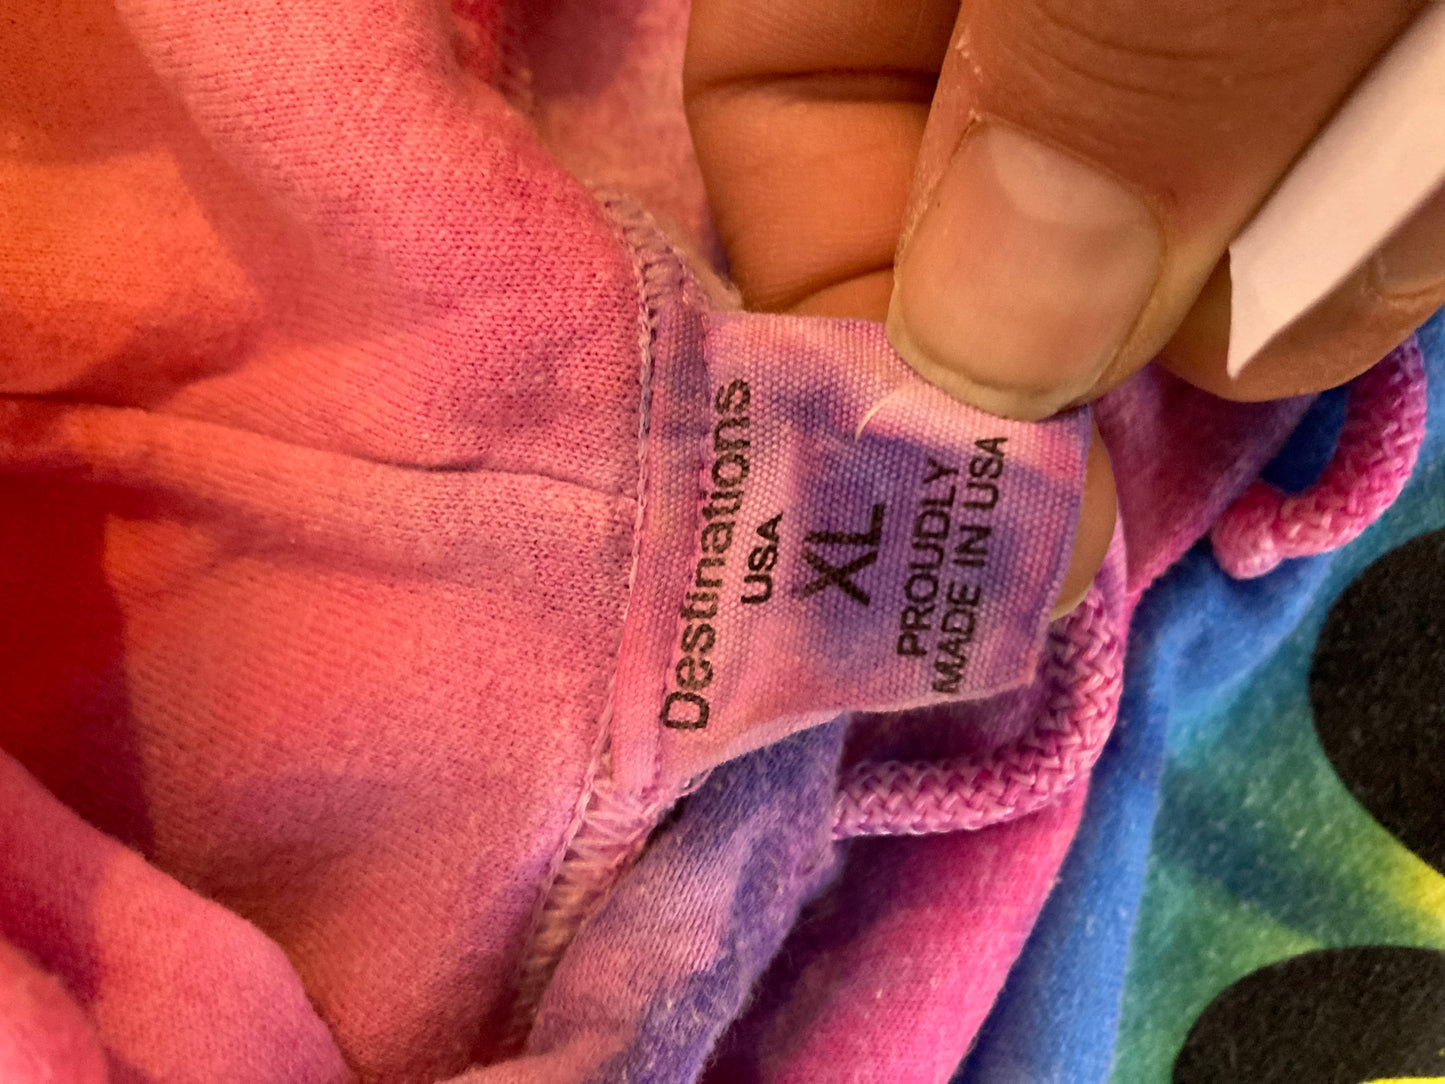 Destinations
USA
XL
PROUDLY
MADE IN USA